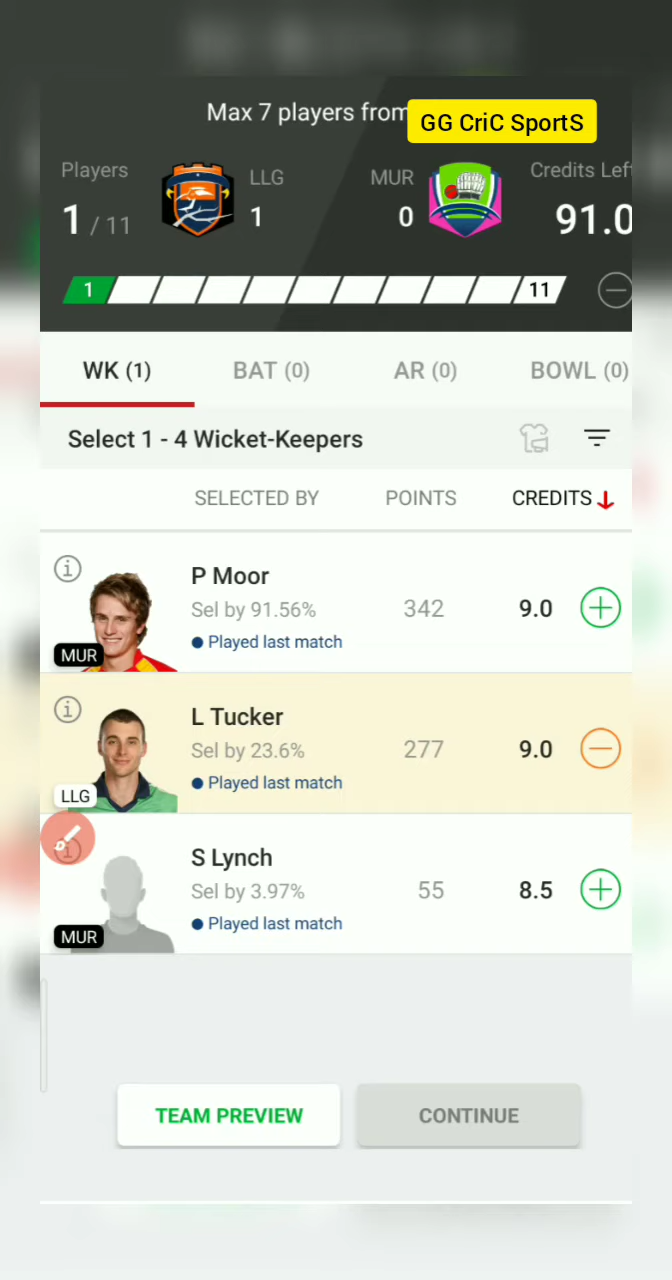 Max 7 players from
GG CriC SportS
Players
LLG
MUR
Credits Left
1 / 11
1
0
91.0
1
11
WK (1)
BAT (0)
AR (0)
BOWL (0)
Select 1 - 4 Wicket-Keepers
SELECTED BY
POINTS
CREDITS
P Moor
Sel by 91.56%
342
9.0
Played last match
MUR
L Tucker
Sel by 23.6%
277
9.0
Played last match
LLG
S Lynch
Sel by 3.97%
55
8.5
Played last match
MUR
TEAM PREVIEW
CONTINUE